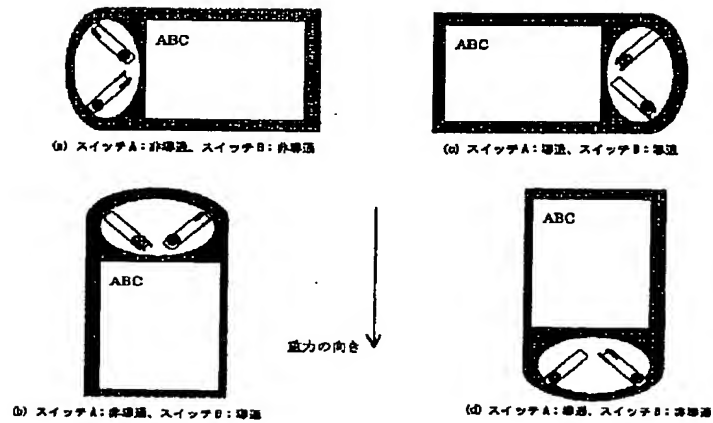 ABC
(a) スイッチA：非導通、スイッチB：非導通
ABC
(c) スイッチA：導通、スイッチB：導通
ABC
(b) スイッチA：非導通、スイッチB：導通
重力の向き
ABC
(d) スイッチA：導通、スイッチB：非導通